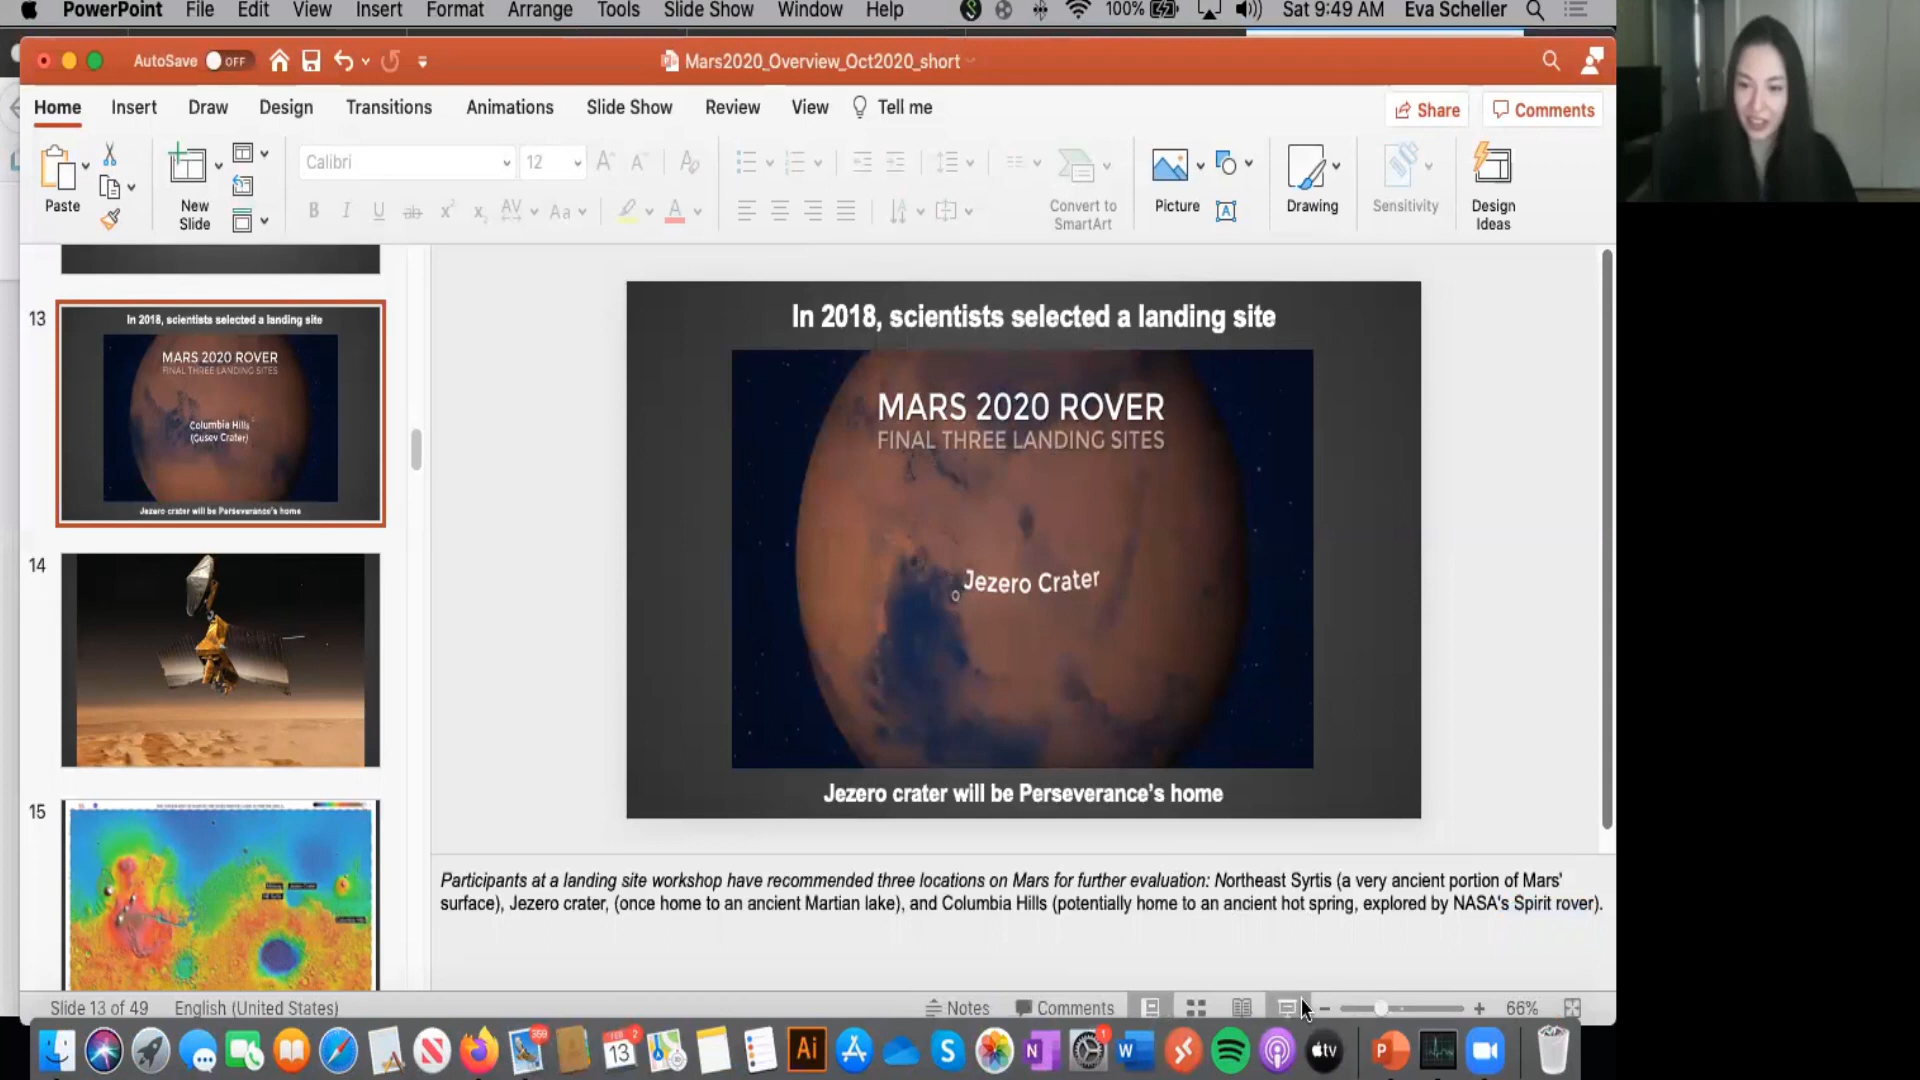 PowerPoint File Edit View Insert Format Arrange Tools Slide Show Window Help 100% Sat 9:49 AM Eva Scheller
AutoSave OFF Mars2020_Overview_Oct2020_short
Home Insert Draw Design Transitions Animations Slide Show Review View Tell me Share Comments
Calibri 12
Paste New Slide Convert to SmartArt Picture Drawing Sensitivity Design Ideas
13
In 2018, scientists selected a landing site
MARS 2020 ROVER
FINAL THREE LANDING SITES
Columbia Hills
(Gusev Crater)
Jezero crater will be Perseverance's home
14
15
In 2018, scientists selected a landing site
MARS 2020 ROVER
FINAL THREE LANDING SITES
Jezero Crater
Jezero crater will be Perseverance's home
Participants at a landing site workshop have recommended three locations on Mars for further evaluation: Northeast Syrtis (a very ancient portion of Mars'
surface), Jezero crater, (once home to an ancient Martian lake), and Columbia Hills (potentially home to an ancient hot spring, explored by NASA's Spirit rover).
Slide 13 of 49 English (United States) Notes Comments 66%
FEB 13 2 Ai S N 1 W tv P